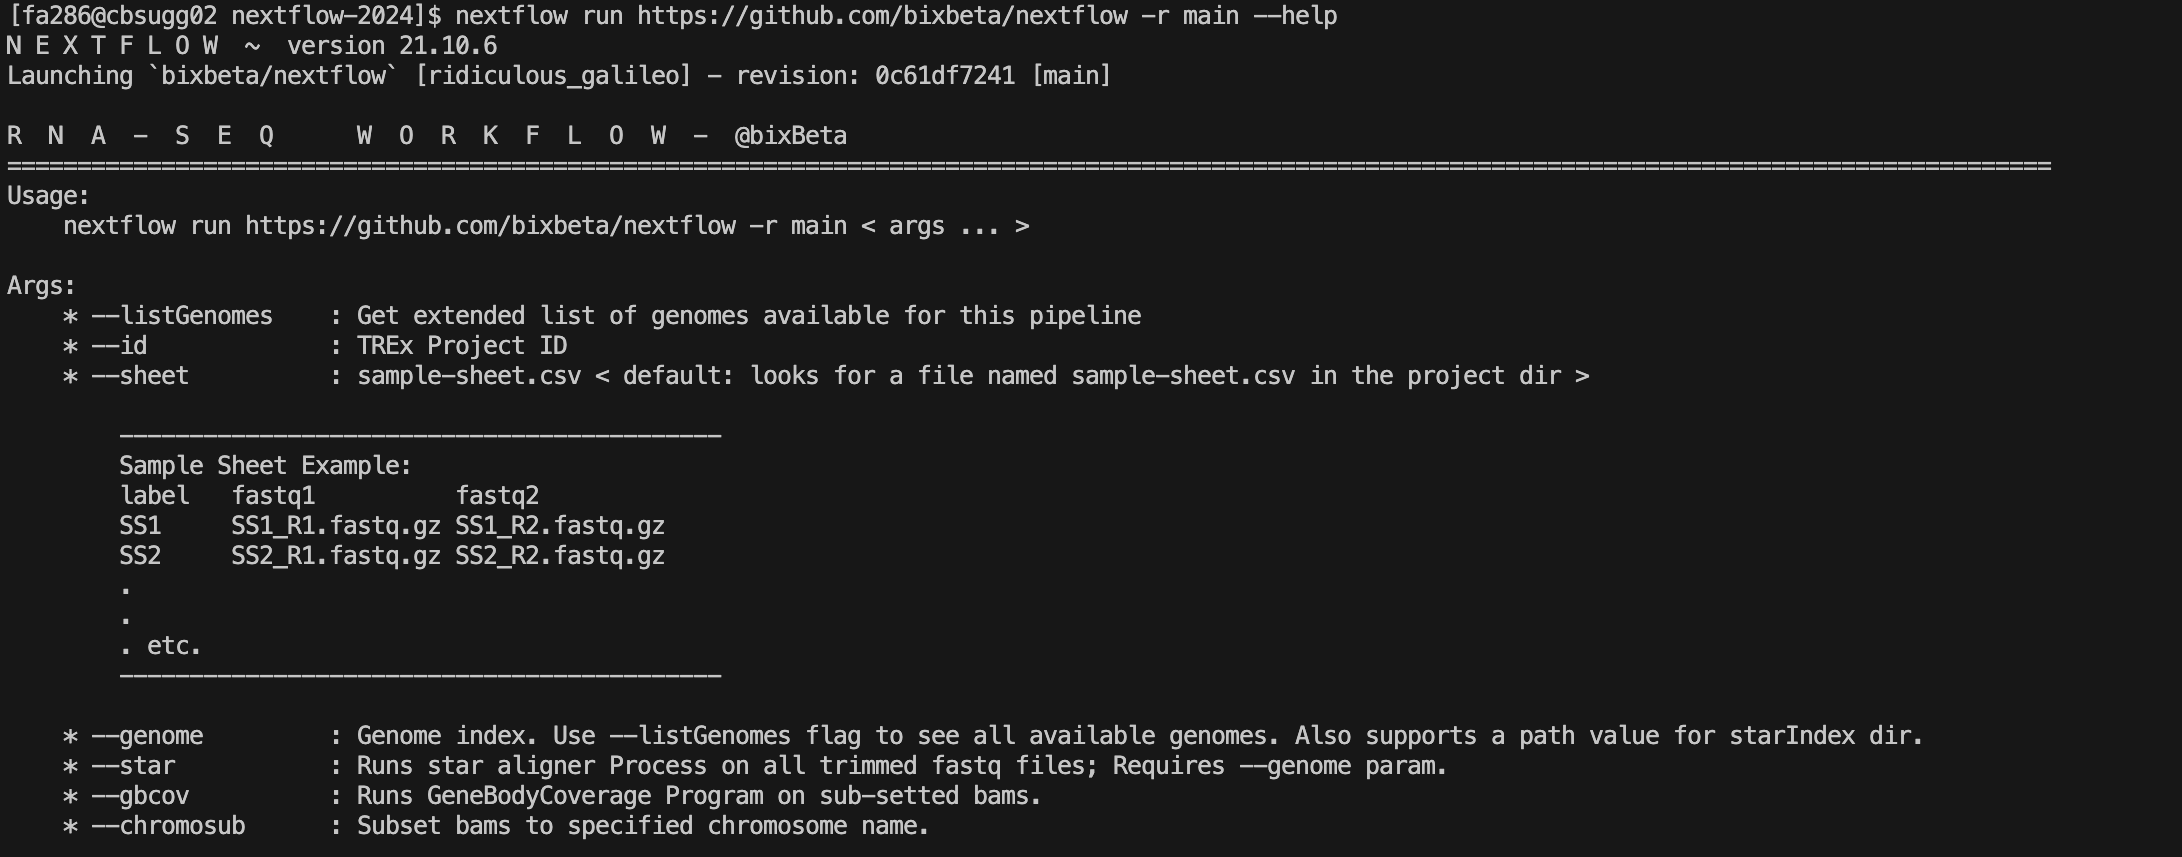 [fa286@cbsugg02 nextflow-2024]$ nextflow run https://github.com/bixbeta/nextflow -r main --help
N E X T F L O W  ~  version 21.10.6
Launching `bixbeta/nextflow` [ridiculous_galileo] - revision: 0c61df7241 [main]
R  N  A  -  S  E  Q      W  O  R  K  F  L  O  W  -  @bixBeta
==================================================================================================================================================
Usage:
    nextflow run https://github.com/bixbeta/nextflow -r main < args ... >
Args:
    * --listGenomes    : Get extended list of genomes available for this pipeline
    * --id             : TREx Project ID
    * --sheet          : sample-sheet.csv < default: looks for a file named sample-sheet.csv in the project dir >
        -------------------------------------------
        Sample Sheet Example:
        label   fastq1          fastq2
        SS1     SS1_R1.fastq.gz SS1_R2.fastq.gz
        SS2     SS2_R1.fastq.gz SS2_R2.fastq.gz
        .
        .
        . etc.
        -------------------------------------------
    * --genome         : Genome index. Use --listGenomes flag to see all available genomes. Also supports a path value for starIndex dir.
    * --star           : Runs star aligner Process on all trimmed fastq files; Requires --genome param.
    * --gbcov          : Runs GeneBodyCoverage Program on sub-setted bams.
    * --chromosub      : Subset bams to specified chromosome name.